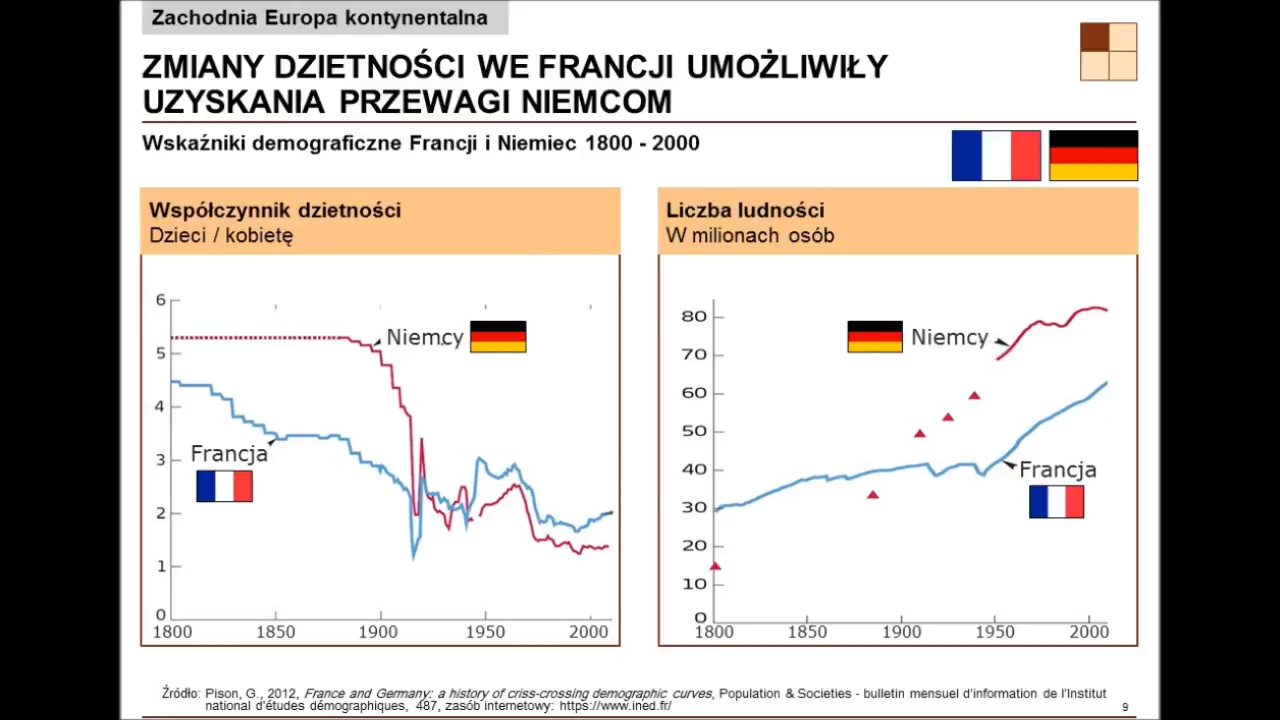 Zachodnia Europa kontynentalna
ZMIANY DZIETNOŚCI WE FRANCJI UMOŻLIWIŁY
UZYSKANIA PRZEWAGI NIEMCOM
Wskaźniki demograficzne Francji i Niemiec 1800 - 2000
Współczynnik dzietności
Dzieci / kobietę
6
5
4
3
2
1
0
1800 1850 1900 1950 2000
Niemcy
Francja
Liczba ludności
W milionach osób
80
70
60
50
40
30
20
10
0
1800 1850 1900 1950 2000
Niemcy
Francja
Źródło: Pison, G., 2012, France and Germany: a history of criss-crossing demographic curves, Population & Societies - bulletin mensuel d'information de l'Institut
national d'études démographiques, 487, zasób internetowy: https://www.ined.fr/
9